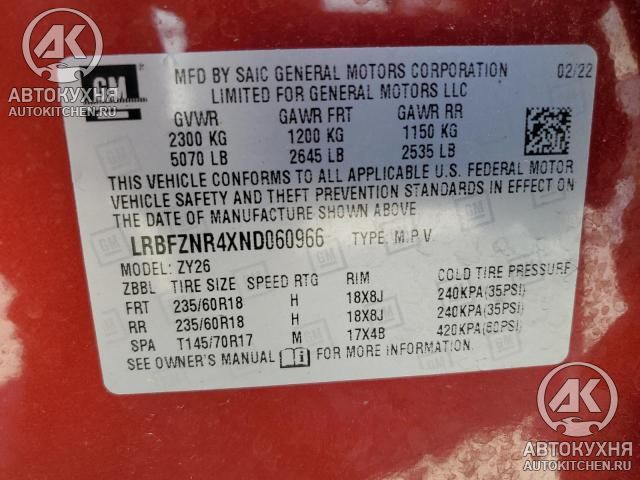 GM
MFD BY SAIC GENERAL MOTORS CORPORATION 02/22
LIMITED FOR GENERAL MOTORS LLC
GVWR GAWR FRT GAWR RR
2300 KG 1200 KG 1150 KG
5070 LB 2645 LB 2535 LB
THIS VEHICLE CONFORMS TO ALL APPLICABLE U.S. FEDERAL MOTOR
VEHICLE SAFETY AND THEFT PREVENTION STANDARDS IN EFFECT ON
THE DATE OF MANUFACTURE SHOWN ABOVE
LRBFZNR4XND060966 TYPE: M.P.V.
MODEL: ZY26
ZBBL TIRE SIZE SPEED RTG RIM COLD TIRE PRESSURE
FRT 235/60R18 H 18X8J 240KPA(35PSI)
RR 235/60R18 H 18X8J 240KPA(35PSI)
SPA T145/70R17 M 17X4B 420KPA(60PSI)
SEE OWNER'S MANUAL FOR MORE INFORMATION.
АК
АВТОКУХНЯ
AUTOKITCHEN.RU
АК
АВТОКУХНЯ
AUTOKITCHEN.RU